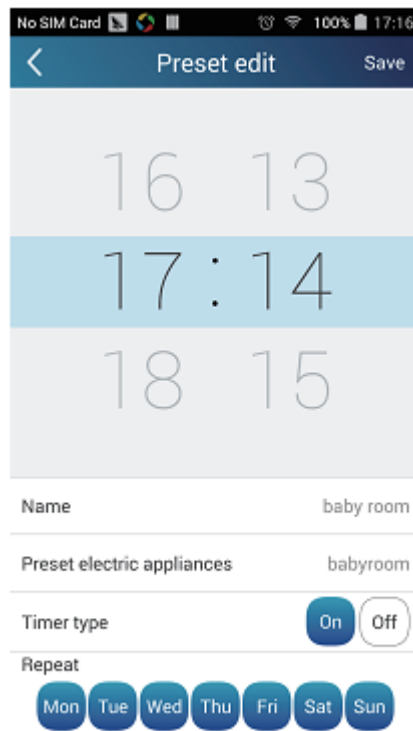 No SIM Card 100% 17:16
Preset edit Save
16 13
17 : 14
18 15
Name baby room
Preset electric appliances babyroom
Timer type On Off
Repeat
Mon Tue Wed Thu Fri Sat Sun